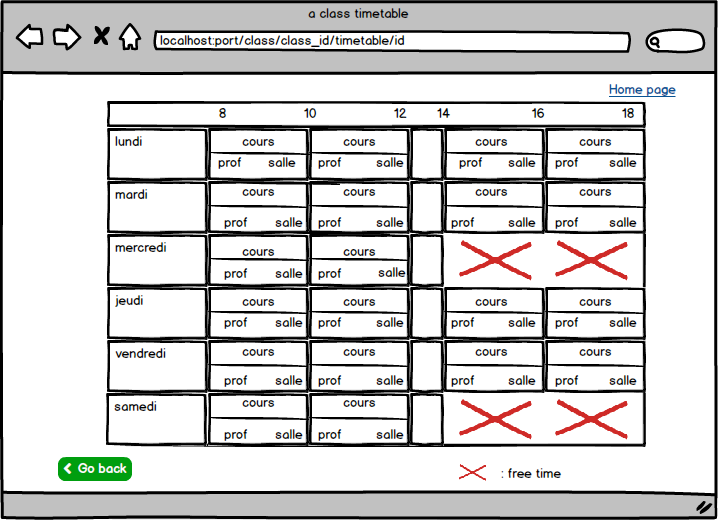 a class timetable
localhost:port/class/class_id/timetable/id
Home page
8 10 12 14 16 18
lundi cours cours cours cours
prof salle prof salle prof salle prof salle
mardi cours cours cours cours
prof salle prof salle prof salle prof salle
mercredi cours cours
prof salle prof salle
jeudi cours cours cours cours
prof salle prof salle prof salle prof salle
vendredi cours cours cours cours
prof salle prof salle prof salle prof salle
samedi cours cours
prof salle prof salle
Go back
: free time